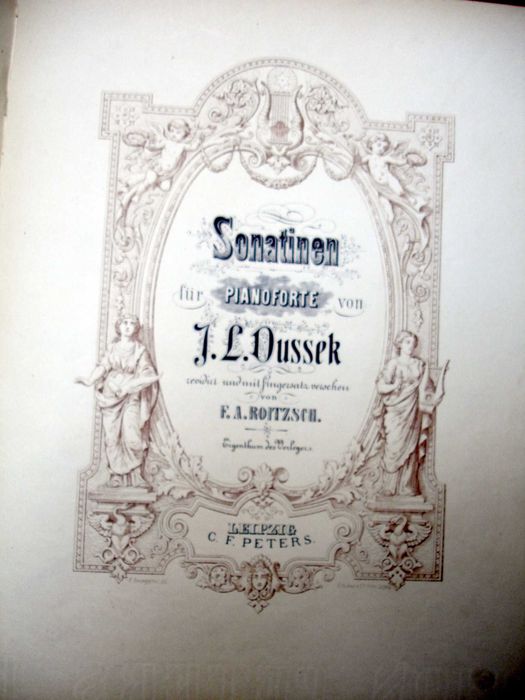 Sonatinen
für PIANOFORTE von
J. L. Dussek
revidirt und mit Fingersatz versehen
von
F. A. ROITZSCH.
Eigenthum des Verlegers.
LEIPZIG
C. F. PETERS.